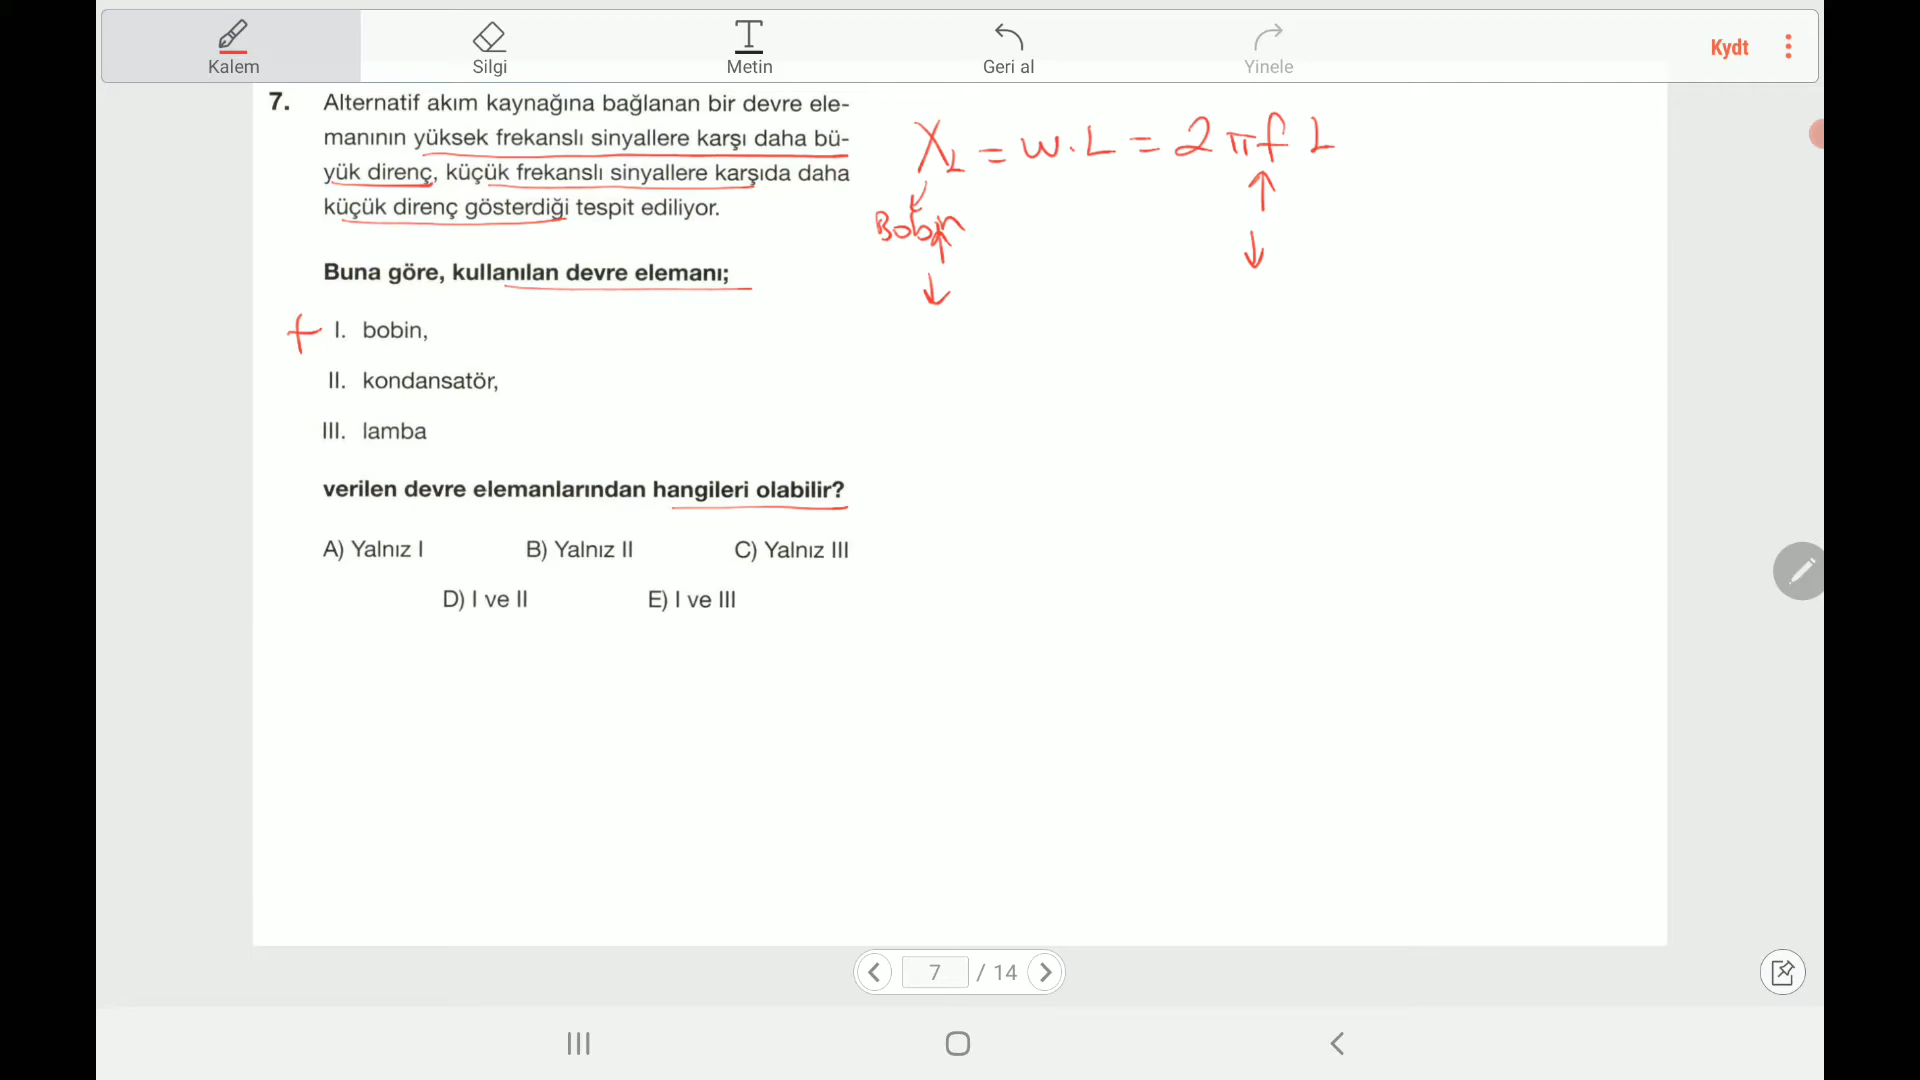 Kalem
Silgi
Metin
Geri al
Yinele
Kydt
7. Alternatif akım kaynağına bağlanan bir devre ele-
manının yüksek frekanslı sinyallere karşı daha bü-
yük direnç, küçük frekanslı sinyallere karşıda daha
küçük direnç gösterdiği tespit ediliyor.
Buna göre, kullanılan devre elemanı;
I. bobin,
II. kondansatör,
III. lamba
verilen devre elemanlarından hangileri olabilir?
A) Yalnız I B) Yalnız II C) Yalnız III
D) I ve II E) I ve III
X_L = w.L = 2πf L
Bobin
7 / 14